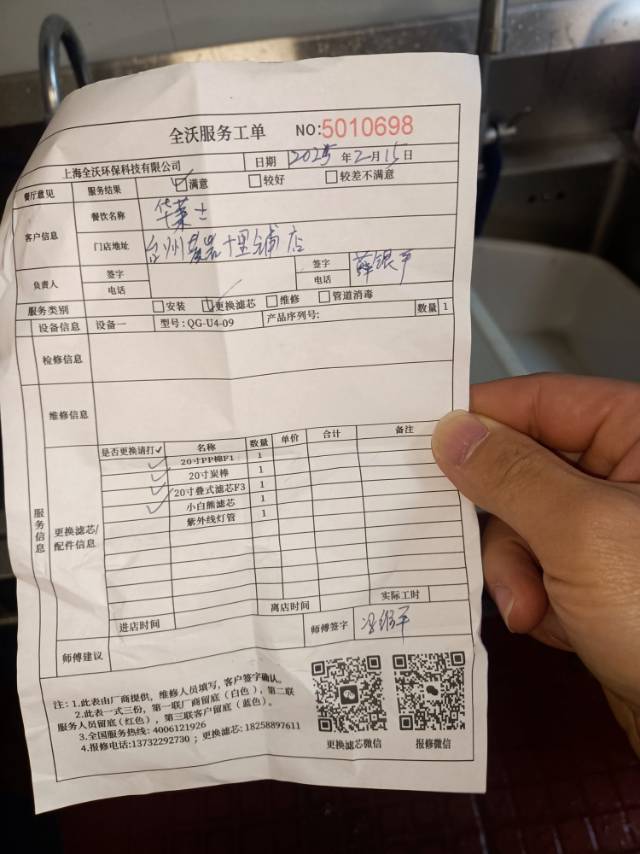 全沃服务工单 NO:5010698
上海全沃环保科技有限公司 日期 2025年2月15日
餐厅意见 服务结果 ☑满意 □较好 □较差不满意
客户信息 餐饮名称 华莱士
门店地址 台州黄岩十里铺店
负责人 签字 签字 薛银平
电话 电话
服务类别 □安装 ☑更换滤芯 □维修 □管道消毒
设备信息 设备一 型号:QG-U4-09 产品序列号: 数量 1
检修信息
维修信息
服务信息
更换滤芯/配件信息
是否更换请打✓ 名称 数量 单价 合计 备注
✓ 20寸PP棉F1 1
✓ 20寸炭棒 1
✓ 20寸叠式滤芯F3 1
✓ 小白熊滤芯 1
紫外线灯管 1
进店时间 离店时间 实际工时
师傅建议 师傅签字
注:1.此表由厂商提供，维修人员填写，客户签字确认。
2.此表一式三份，第一联厂商留底(白色)，第二联
服务人员留底(红色)，第三联客户留底(蓝色)。
3.全国服务热线: 4006121926
4.报修电话:13732292730 ; 更换滤芯: 18258897611
更换滤芯微信 报修微信